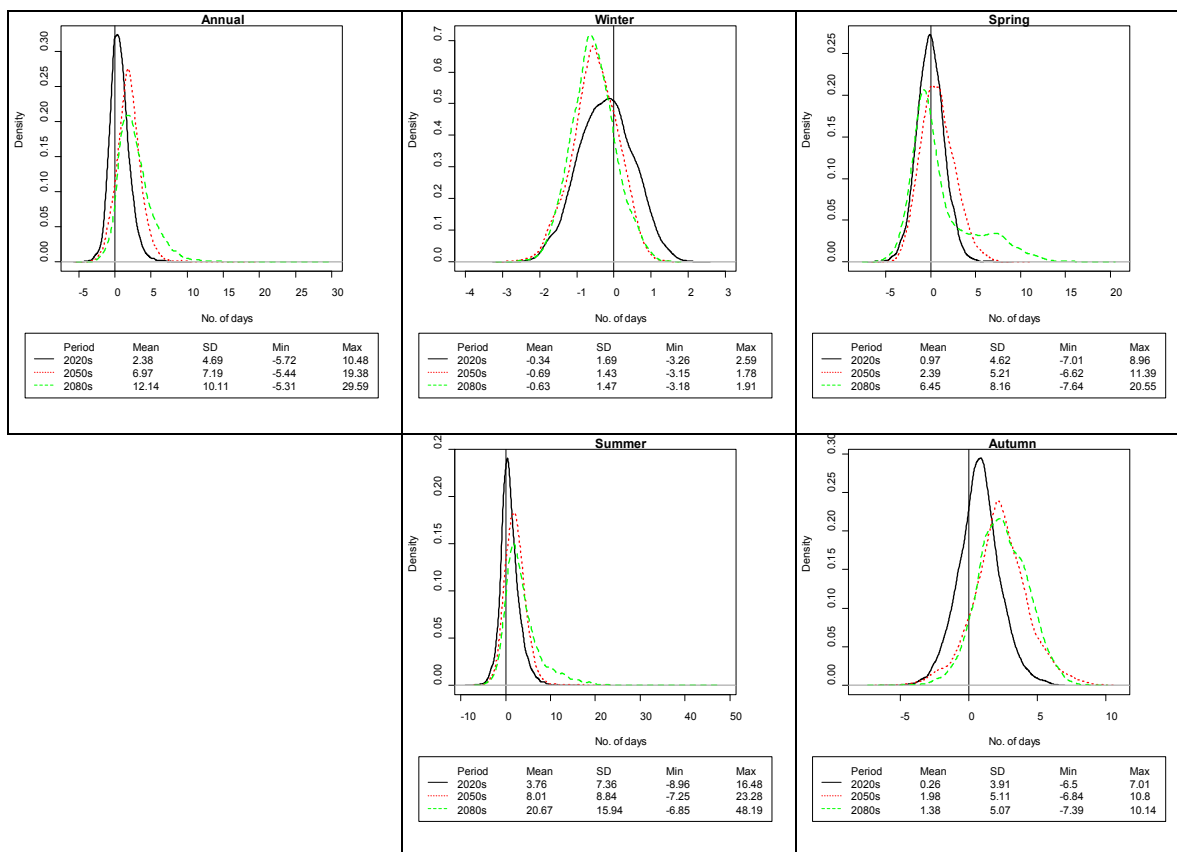 Annual
Density
0.00 0.05 0.10 0.15 0.20 0.25 0.30
-5 0 5 10 15 20 25 30
No. of days
Period Mean SD Min Max
2020s 2.38 4.69 -5.72 10.48
2050s 6.97 7.19 -5.44 19.38
2080s 12.14 10.11 -5.31 29.59
Winter
Density
0.0 0.1 0.2 0.3 0.4 0.5 0.6 0.7
-4 -3 -2 -1 0 1 2 3
No. of days
Period Mean SD Min Max
2020s -0.34 1.69 -3.26 2.59
2050s -0.69 1.43 -3.15 1.78
2080s -0.63 1.47 -3.18 1.91
Spring
Density
0.00 0.05 0.10 0.15 0.20 0.25
-5 0 5 10 15 20
No. of days
Period Mean SD Min Max
2020s 0.97 4.62 -7.01 8.96
2050s 2.39 5.21 -6.62 11.39
2080s 6.45 8.16 -7.64 20.55
Summer
Density
0.00 0.05 0.10 0.15 0.20 0.2
-10 0 10 20 30 40 50
No. of days
Period Mean SD Min Max
2020s 3.76 7.36 -8.96 16.48
2050s 8.01 8.84 -7.25 23.28
2080s 20.67 15.94 -6.85 48.19
Autumn
Density
0.00 0.05 0.10 0.15 0.20 0.25 0.30
-5 0 5 10
No. of days
Period Mean SD Min Max
2020s 0.26 3.91 -6.5 7.01
2050s 1.98 5.11 -6.84 10.8
2080s 1.38 5.07 -7.39 10.14